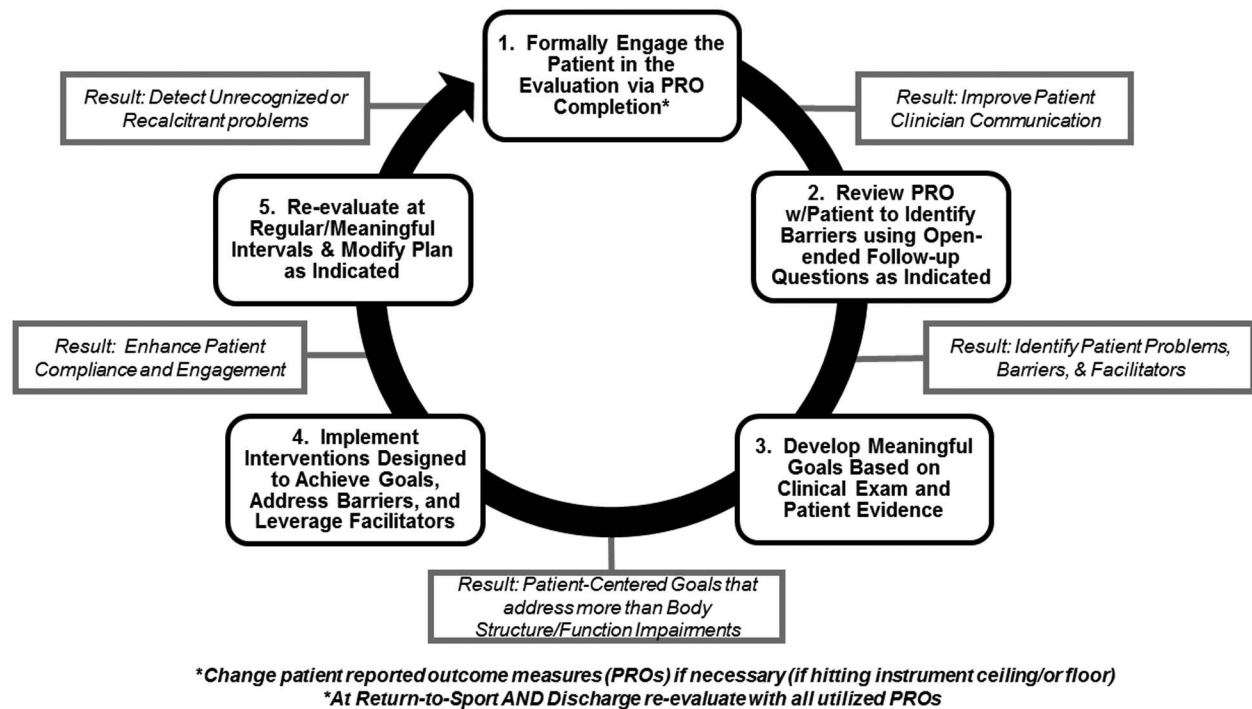 1. Formally Engage the
Patient in the
Evaluation via PRO
Completion*
Result: Detect Unrecognized or
Recalcitrant problems
Result: Improve Patient
Clinician Communication
2. Review PRO
w/Patient to Identify
Barriers using Open-
ended Follow-up
Questions as Indicated
5. Re-evaluate at
Regular/Meaningful
Intervals & Modify Plan
as Indicated
Result: Enhance Patient
Compliance and Engagement
Result: Identify Patient Problems,
Barriers, & Facilitators
3. Develop Meaningful
Goals Based on
Clinical Exam and
Patient Evidence
4. Implement
Interventions Designed
to Achieve Goals,
Address Barriers, and
Leverage Facilitators
Result: Patient-Centered Goals that
address more than Body
Structure/Function Impairments
*Change patient reported outcome measures (PROs) if necessary (if hitting instrument ceiling/or floor)
*At Return-to-Sport AND Discharge re-evaluate with all utilized PROs